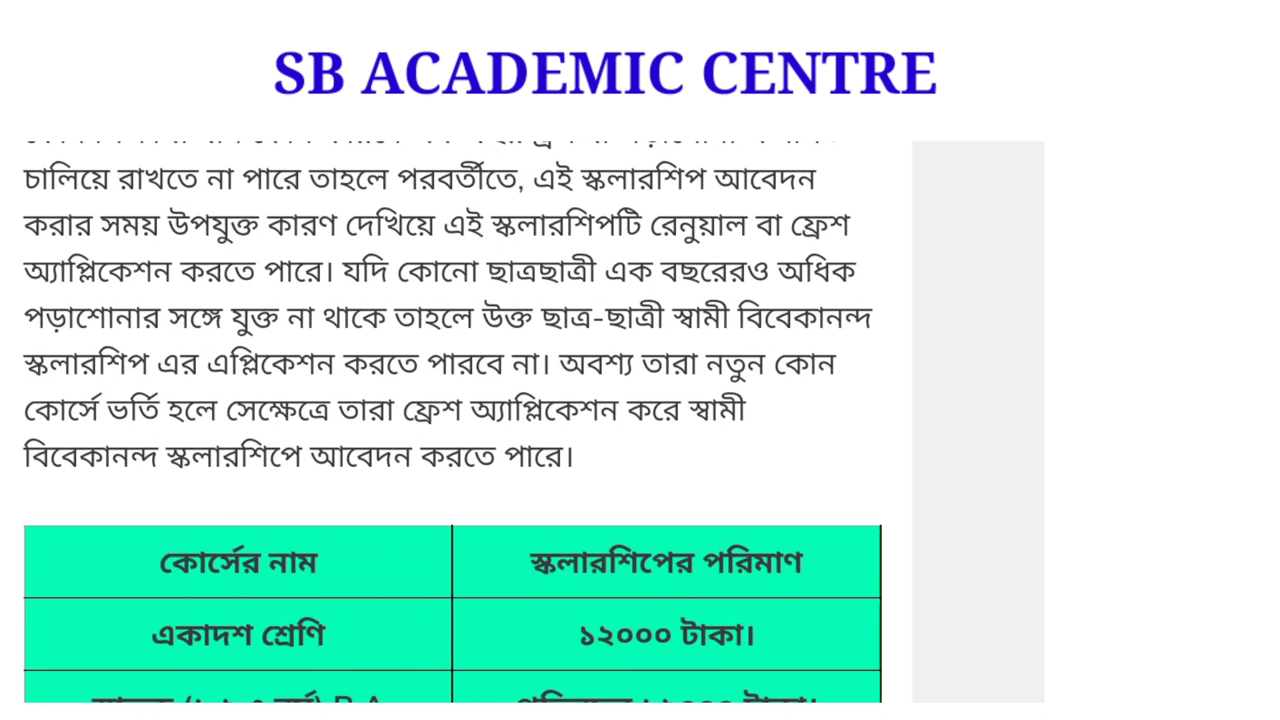 SB ACADEMIC CENTRE
চালিয়ে রাখতে না পারে তাহলে পরবর্তীতে, এই স্কলারশিপ আবেদন
করার সময় উপযুক্ত কারণ দেখিয়ে এই স্কলারশিপটি রেনুয়াল বা ফ্রেশ
অ্যাপ্লিকেশন করতে পারে। যদি কোনো ছাত্রছাত্রী এক বছরেরও অধিক
পড়াশোনার সঙ্গে যুক্ত না থাকে তাহলে উক্ত ছাত্র-ছাত্রী স্বামী বিবেকানন্দ
স্কলারশিপ এর এপ্লিকেশন করতে পারবে না। অবশ্য তারা নতুন কোন
কোর্সে ভর্তি হলে সেক্ষেত্রে তারা ফ্রেশ অ্যাপ্লিকেশন করে স্বামী
বিবেকানন্দ স্কলারশিপে আবেদন করতে পারে।
কোর্সের নাম
স্কলারশিপের পরিমাণ
একাদশ শ্রেণি
১২০০০ টাকা।